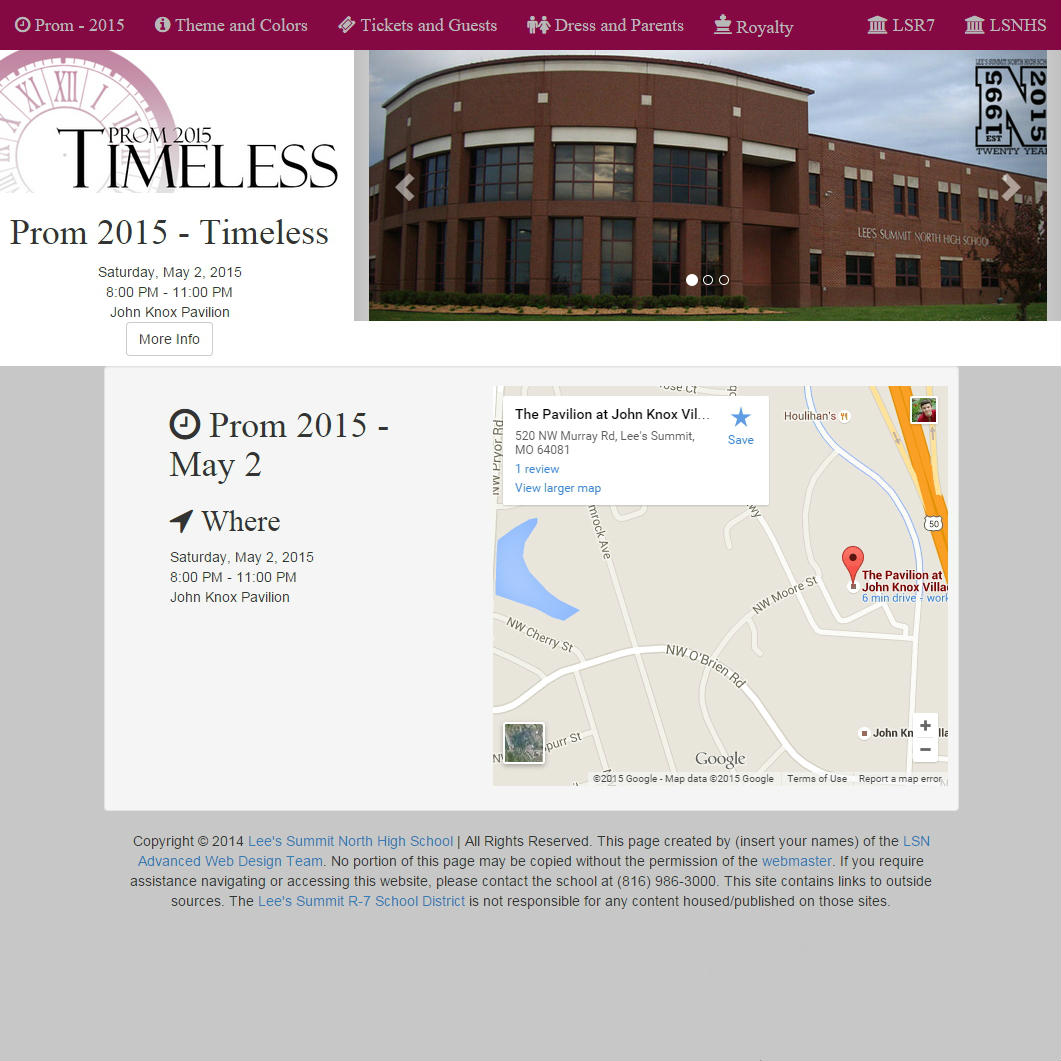 Prom - 2015 Theme and Colors Tickets and Guests Dress and Parents Royalty LSR7 LSNHS
XI XII I
PROM 2015
TIMELESS
Prom 2015 - Timeless
Saturday, May 2, 2015
8:00 PM - 11:00 PM
John Knox Pavilion
More Info
LEE'S SUMMIT NORTH HIGH SCH
1995 N 2015
EST
TWENTY YEAR
LEE'S SUMMIT NORTH HIGH SCHOOL
Prom 2015 -
May 2
Where
Saturday, May 2, 2015
8:00 PM - 11:00 PM
John Knox Pavilion
The Pavilion at John Knox Vil...
520 NW Murray Rd, Lee's Summit,
MO 64081
1 review
View larger map
Save
ose Ct
Houlihan's
NW Pryor Rd
50
mrock Ave
wy
The Pavilion at
John Knox Villa
6 min drive - work
NW Moore St
NW Cherry St
NW O'Brien Rd
purr St
John Kn
lla
+
−
Google
©2015 Google - Map data ©2015 Google Terms of Use Report a map error
Copyright © 2014 Lee's Summit North High School | All Rights Reserved. This page created by (insert your names) of the LSN
Advanced Web Design Team. No portion of this page may be copied without the permission of the webmaster. If you require
assistance navigating or accessing this website, please contact the school at (816) 986-3000. This site contains links to outside
sources. The Lee's Summit R-7 School District is not responsible for any content housed/published on those sites.